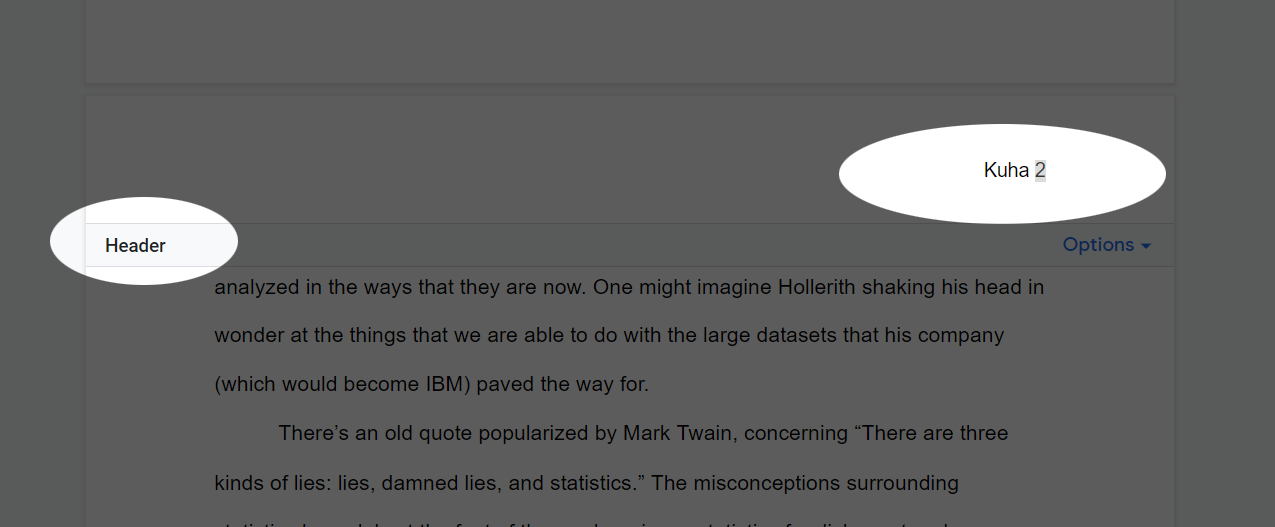 Kuha 2
Header
Options
analyzed in the ways that they are now. One might imagine Hollerith shaking his head in
wonder at the things that we are able to do with the large datasets that his company
(which would become IBM) paved the way for.
There’s an old quote popularized by Mark Twain, concerning “There are three
kinds of lies: lies, damned lies, and statistics.” The misconceptions surrounding